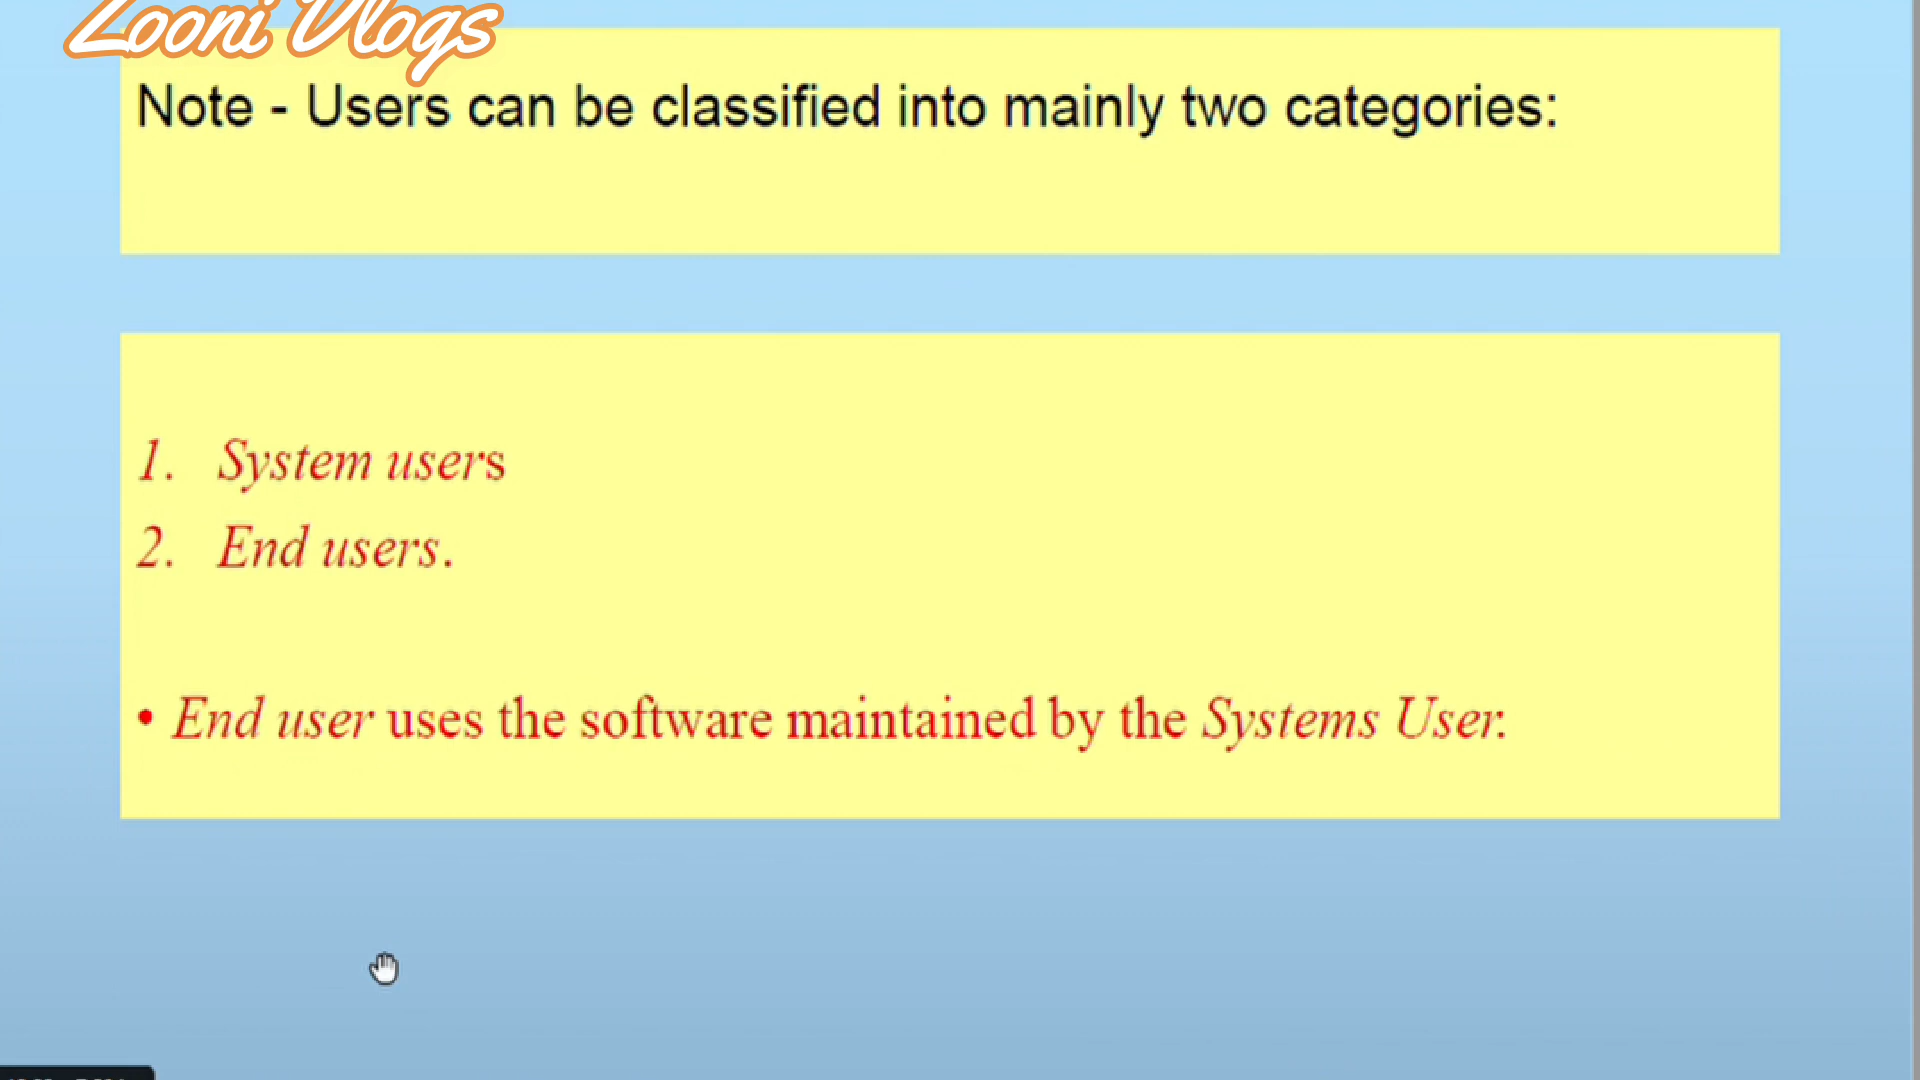 Zooni Vlogs
Note - Users can be classified into mainly two categories:
1. System users
2. End users.
• End user uses the software maintained by the Systems User.